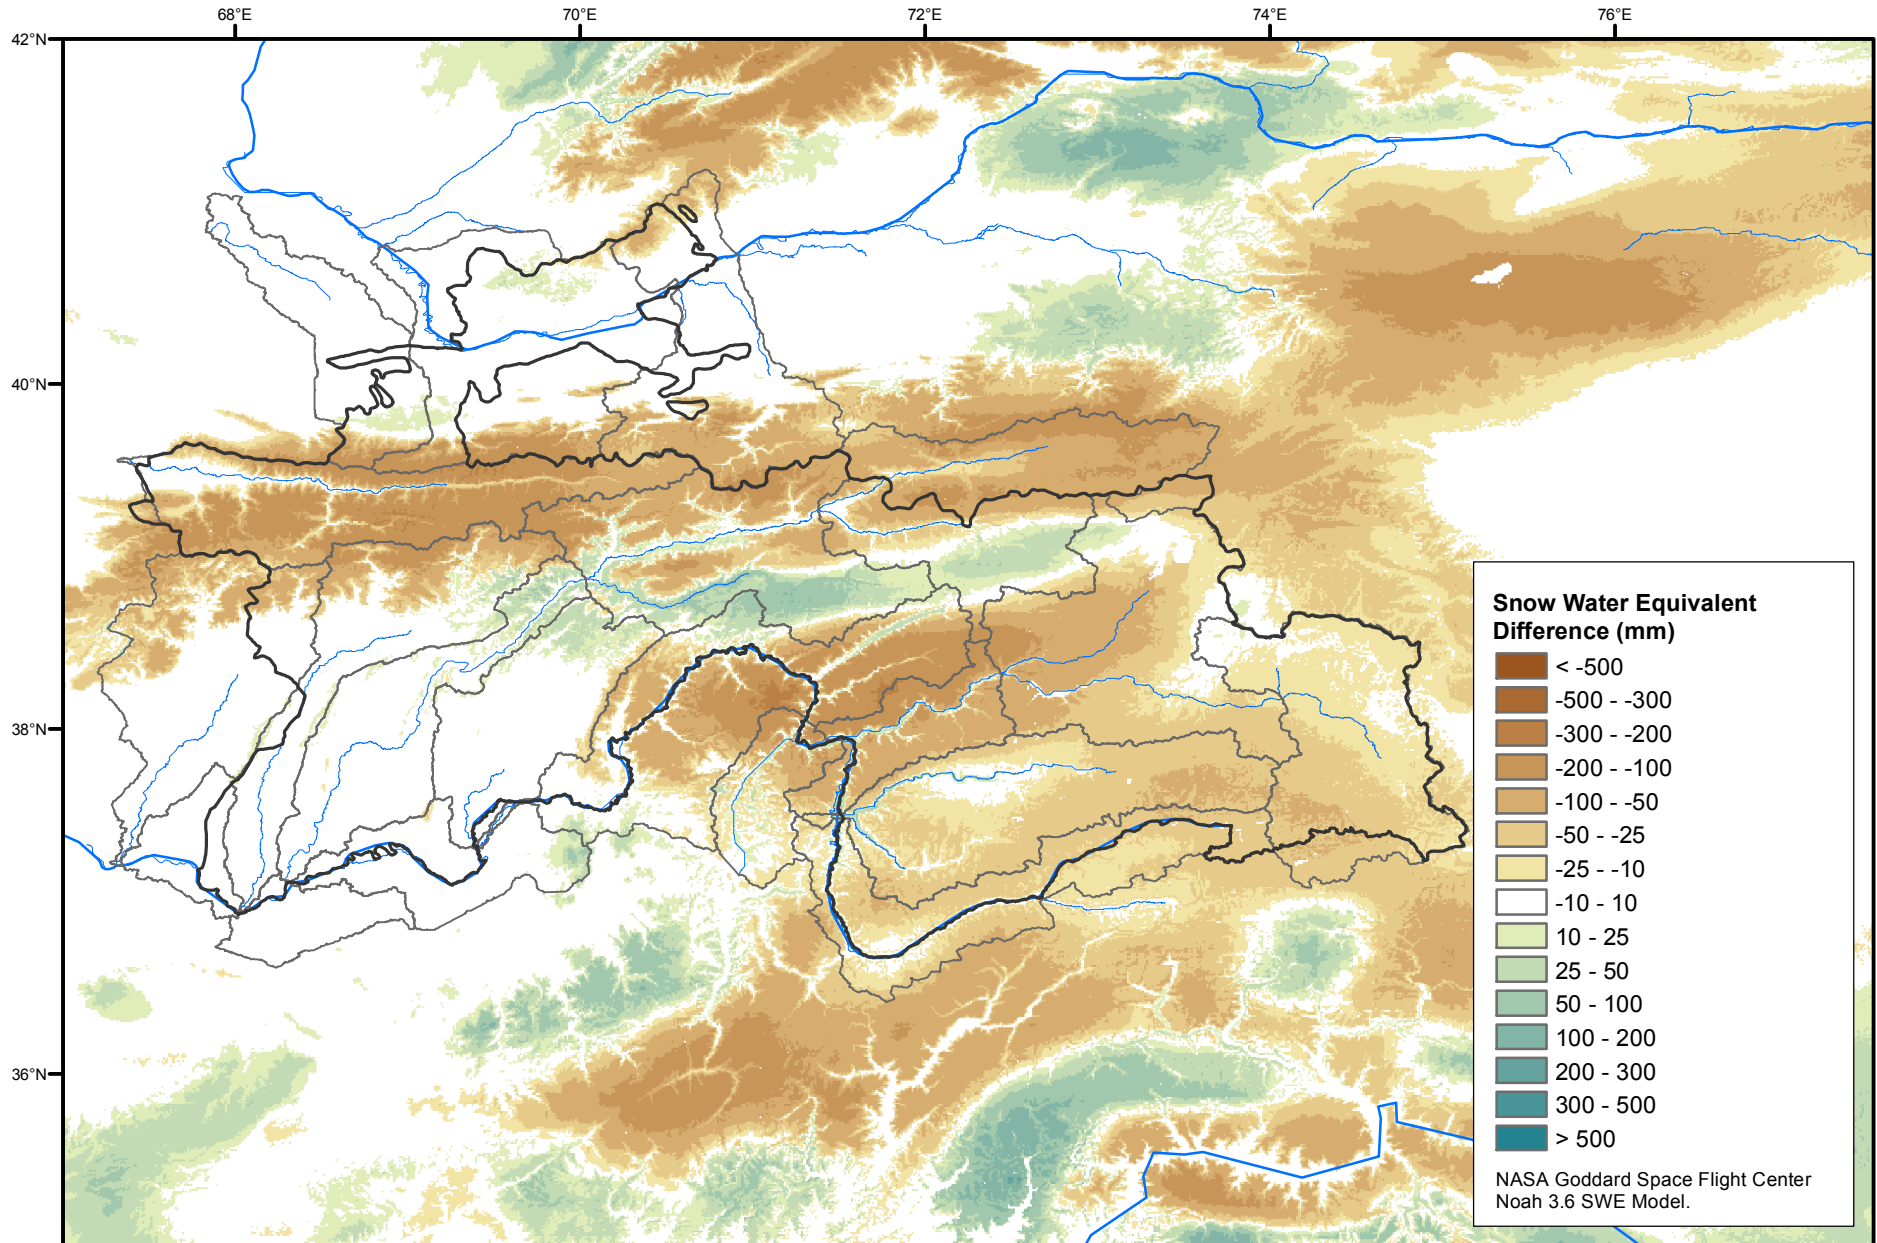 68°E 70°E 72°E 74°E 76°E
42°N
40°N
38°N
36°N
Snow Water Equivalent
Difference (mm)
< -500
-500 - -300
-300 - -200
-200 - -100
-100 - -50
-50 - -25
-25 - -10
-10 - 10
10 - 25
25 - 50
50 - 100
100 - 200
200 - 300
300 - 500
> 500
NASA Goddard Space Flight Center
Noah 3.6 SWE Model.